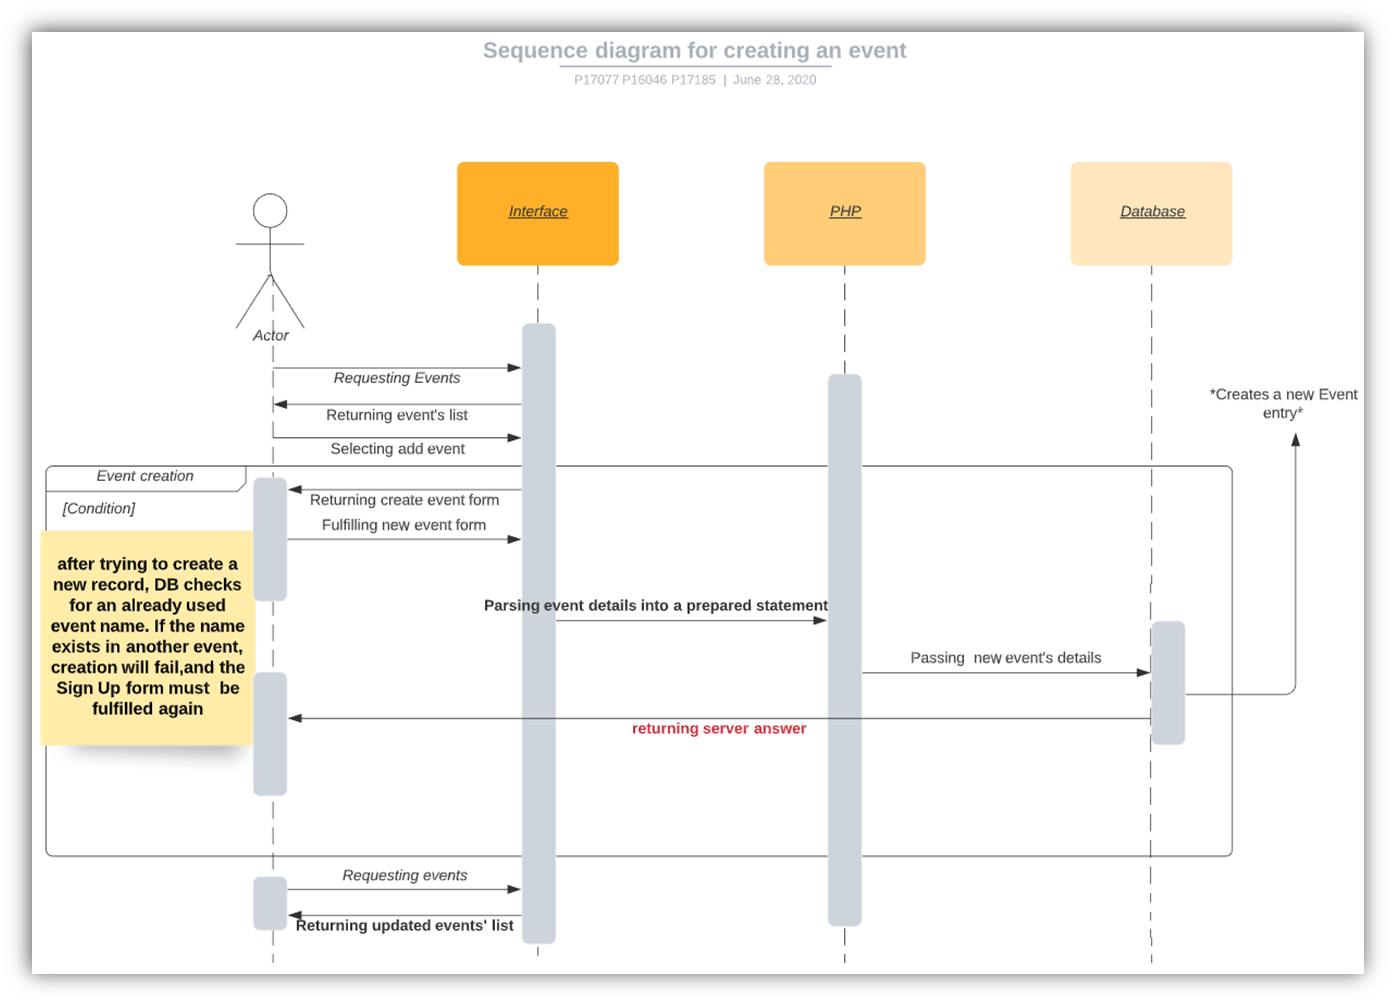 Sequence diagram for creating an event
P17077 P16046 P17185 | June 28, 2020
Interface
PHP
Database
Actor
Requesting Events
Returning event's list
Selecting add event
*Creates a new Event
entry*
Event creation
[Condition]
Returning create event form
Fulfilling new event form
after trying to create a
new record, DB checks
for an already used
event name. If the name
exists in another event,
creation will fail,and the
Sign Up form must be
fulfilled again
Parsing event details into a prepared statement
Passing new event's details
returning server answer
Requesting events
Returning updated events' list